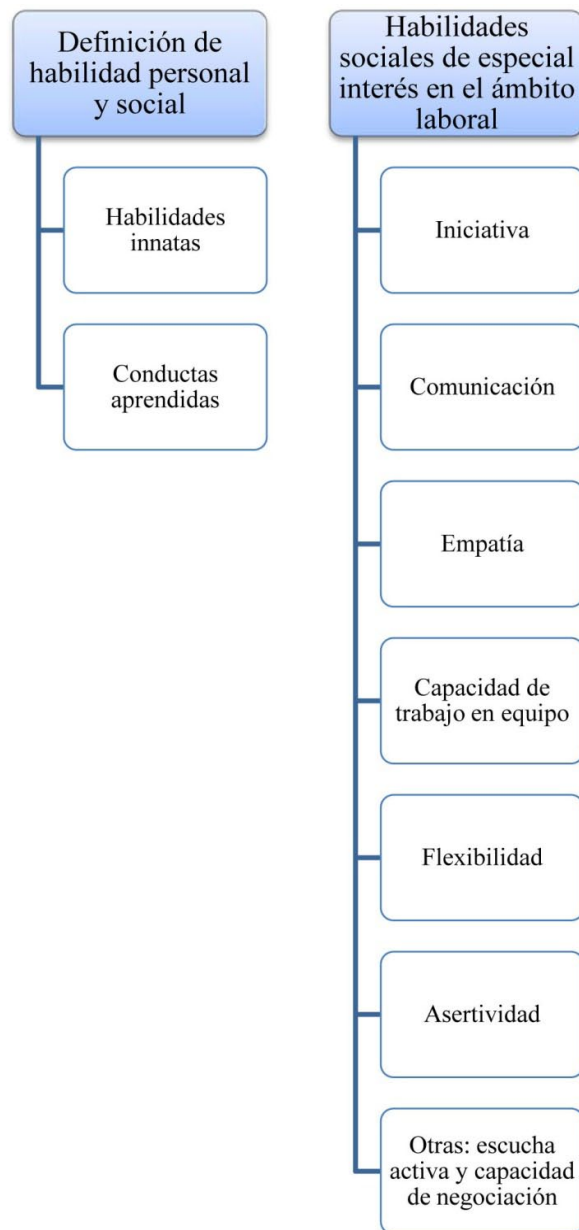 Definición de
habilidad personal
y social
Habilidades
innatas
Conductas
aprendidas
Habilidades
sociales de especial
interés en el ámbito
laboral
Iniciativa
Comunicación
Empatía
Capacidad de
trabajo en equipo
Flexibilidad
Asertividad
Otras: escucha
activa y capacidad
de negociación